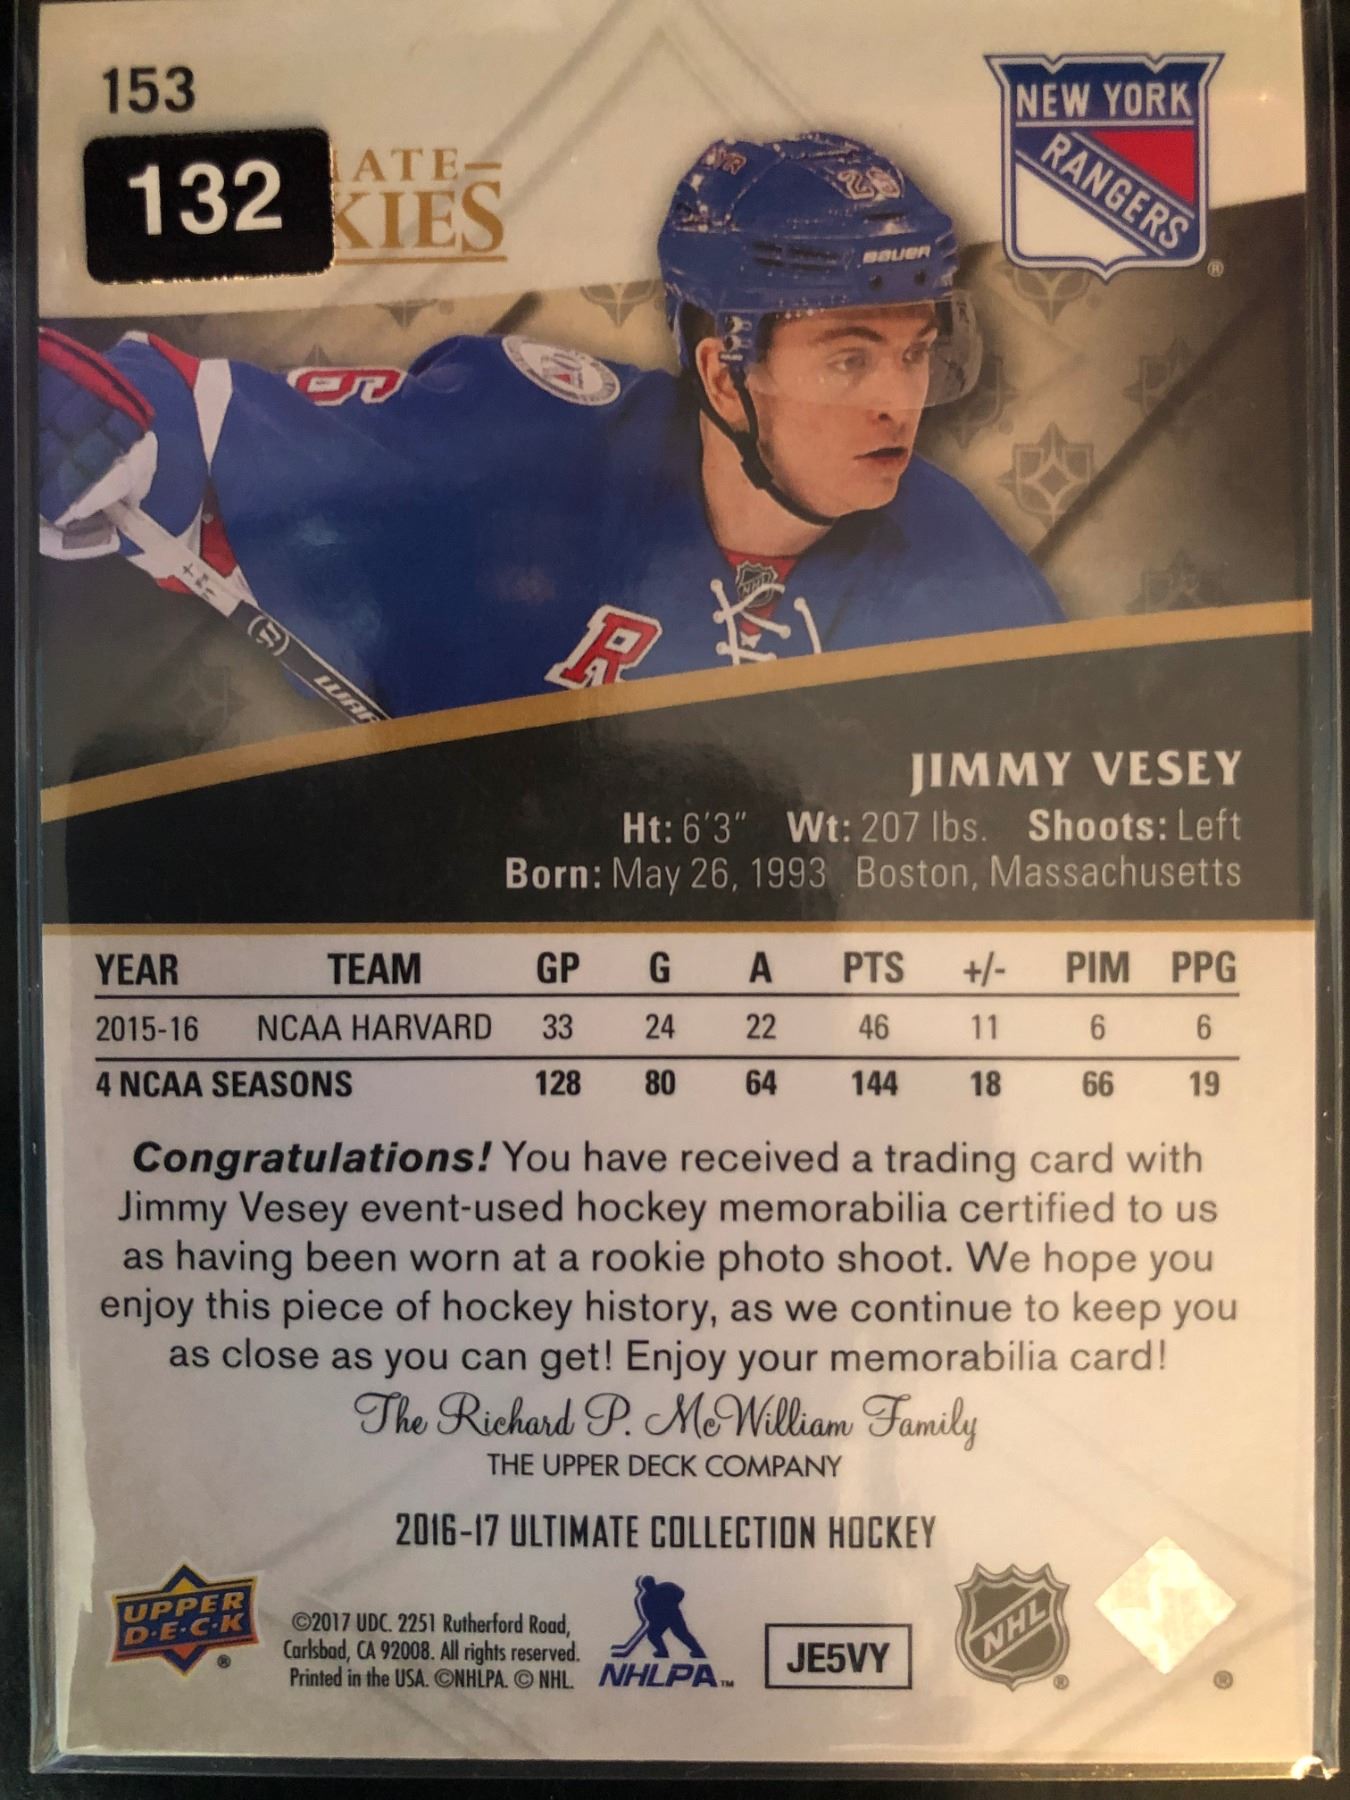 153
132
NEW YORK
RANGERS
®
BAUER
R
JIMMY VESEY
Ht: 6'3" Wt: 207 lbs. Shoots: Left
Born: May 26, 1993 Boston, Massachusetts
YEAR TEAM GP G A PTS +/- PIM PPG
2015-16 NCAA HARVARD 33 24 22 46 11 6 6
4 NCAA SEASONS 128 80 64 144 18 66 19
Congratulations! You have received a trading card with
Jimmy Vesey event-used hockey memorabilia certified to us
as having been worn at a rookie photo shoot. We hope you
enjoy this piece of hockey history, as we continue to keep you
as close as you can get! Enjoy your memorabilia card!
The Richard P. McWilliam Family
THE UPPER DECK COMPANY
2016-17 ULTIMATE COLLECTION HOCKEY
UPPER
D·E·C·K
®
©2017 UDC. 2251 Rutherford Road,
Carlsbad, CA 92008. All rights reserved.
Printed in the USA. ©NHLPA. © NHL.
NHLPA™
JE5VY
NHL
®
®